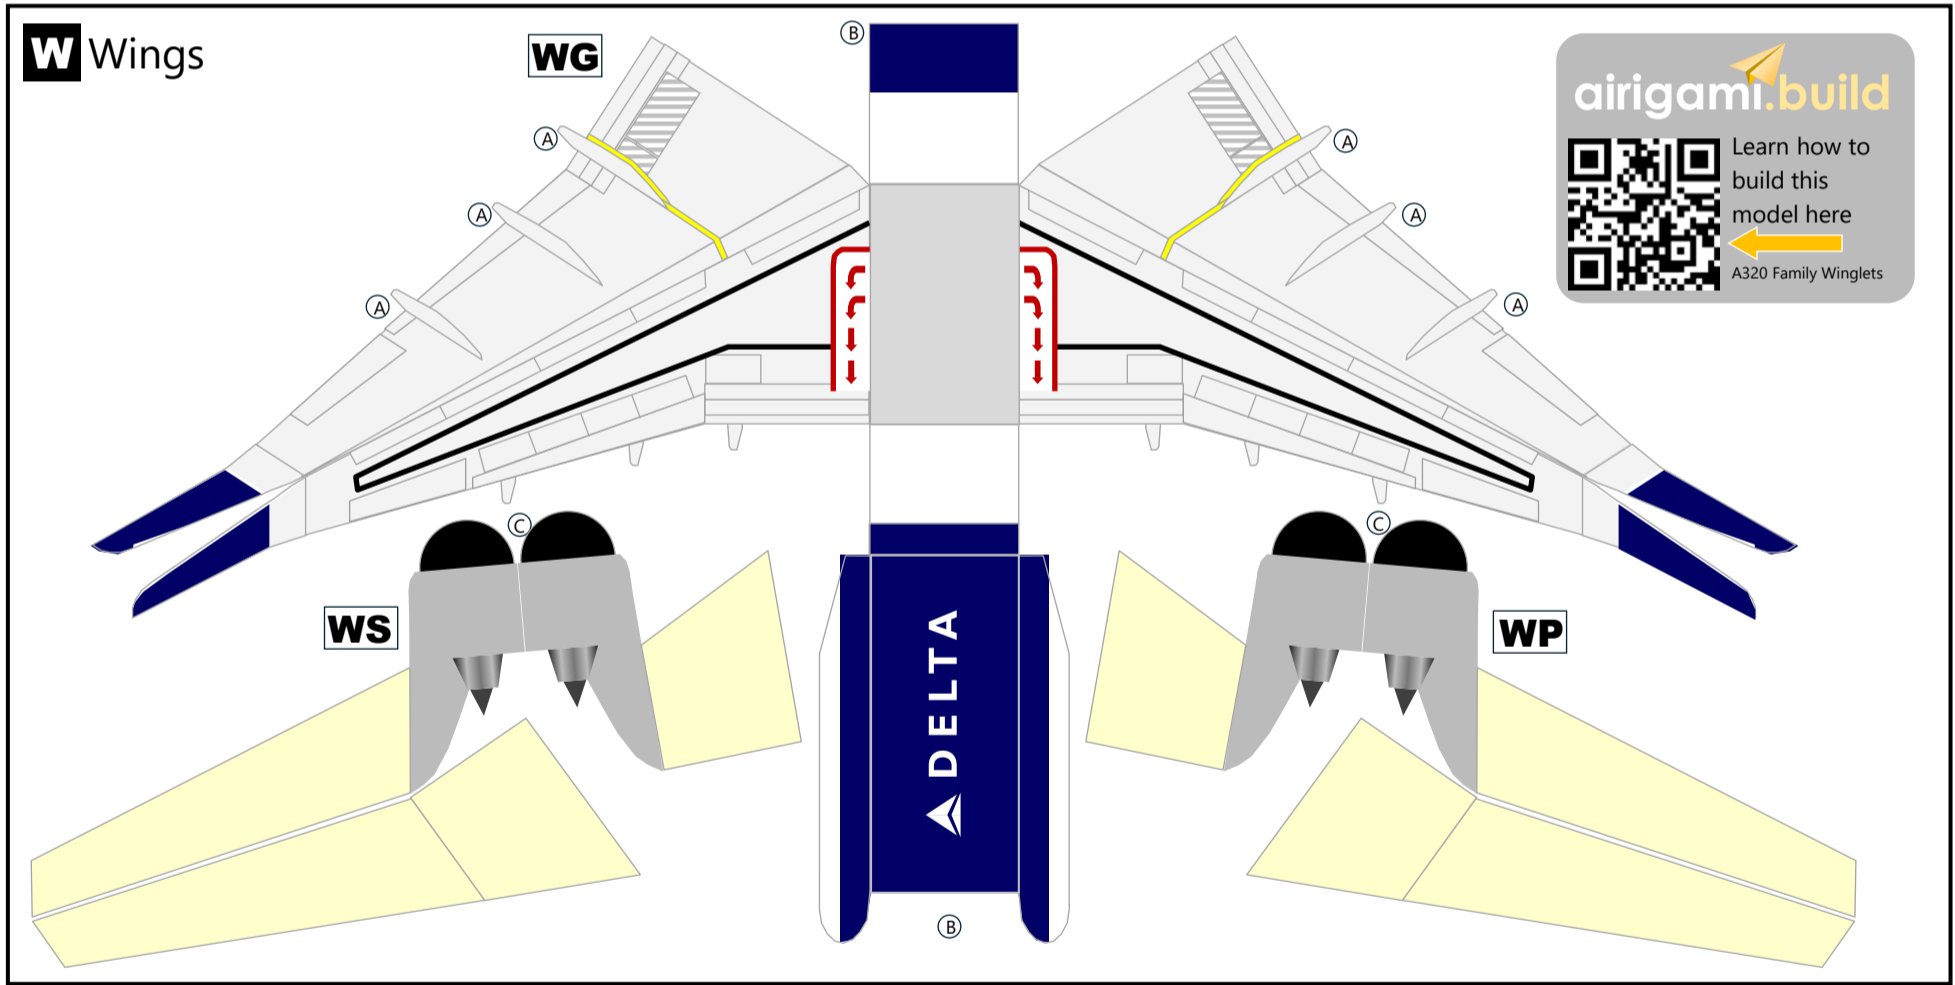 W Wings
WG
B
airigami.build
Learn how to
build this
model here
A320 Family Winglets
A
A
A
A
A
A
C
C
WS
WP
DELTA
B